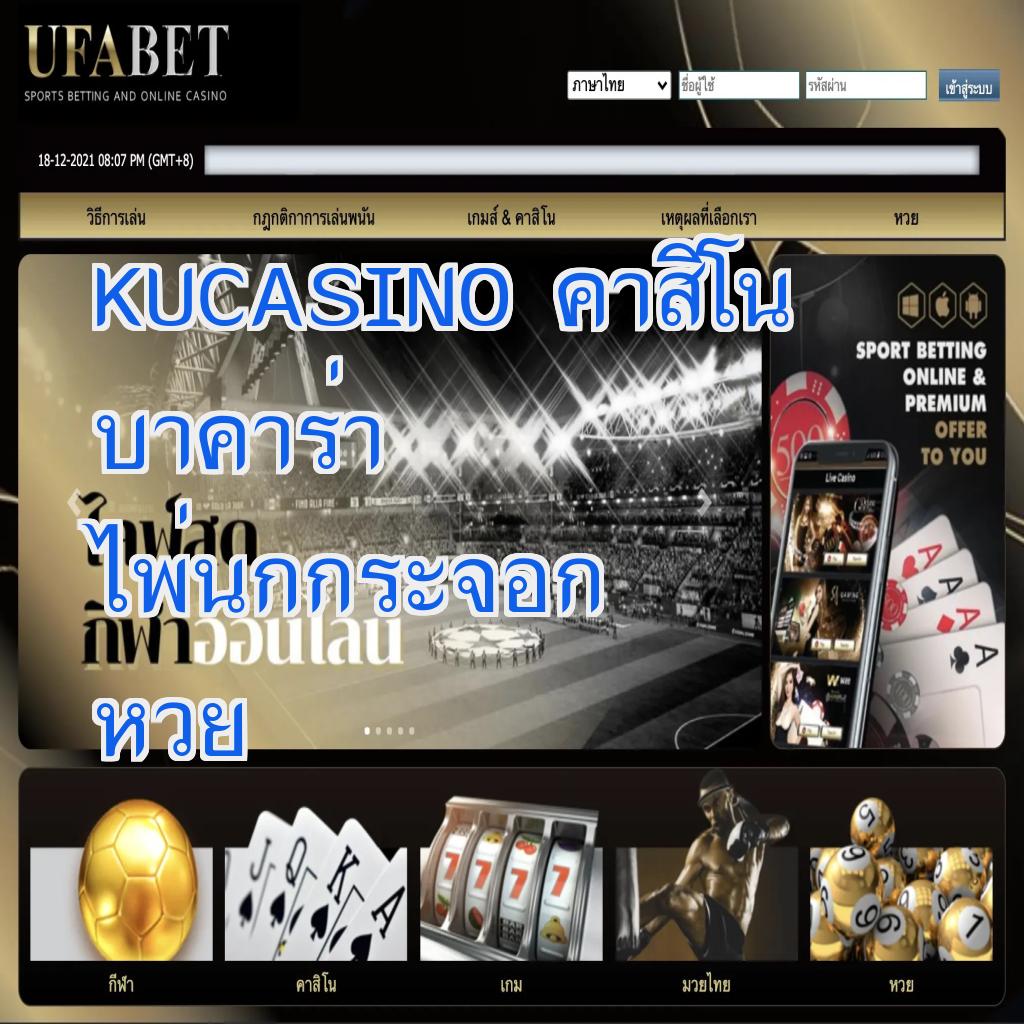 UFABET
SPORTS BETTING AND ONLINE CASINO
ภาษาไทย
ชื่อผู้ใช้
รหัสผ่าน
เข้าสู่ระบบ
18-12-2021 08:07 PM (GMT+8)
วิธีการเล่น
กฎกติกาการเล่นพนัน
เกมส์ & คาสิโน
เหตุผลที่เลือกเรา
หวย
KUCASINO คาสิโน
บาคาร่า
ไพ่นกกระจอก
หวย
กีฬาออนไลน์
SPORT BETTING
ONLINE &
PREMIUM
OFFER
TO YOU
500
Live Casino
A
A
A
A
J
Q
K
A
7 7 7 7
กีฬา
คาสิโน
เกม
มวยไทย
หวย